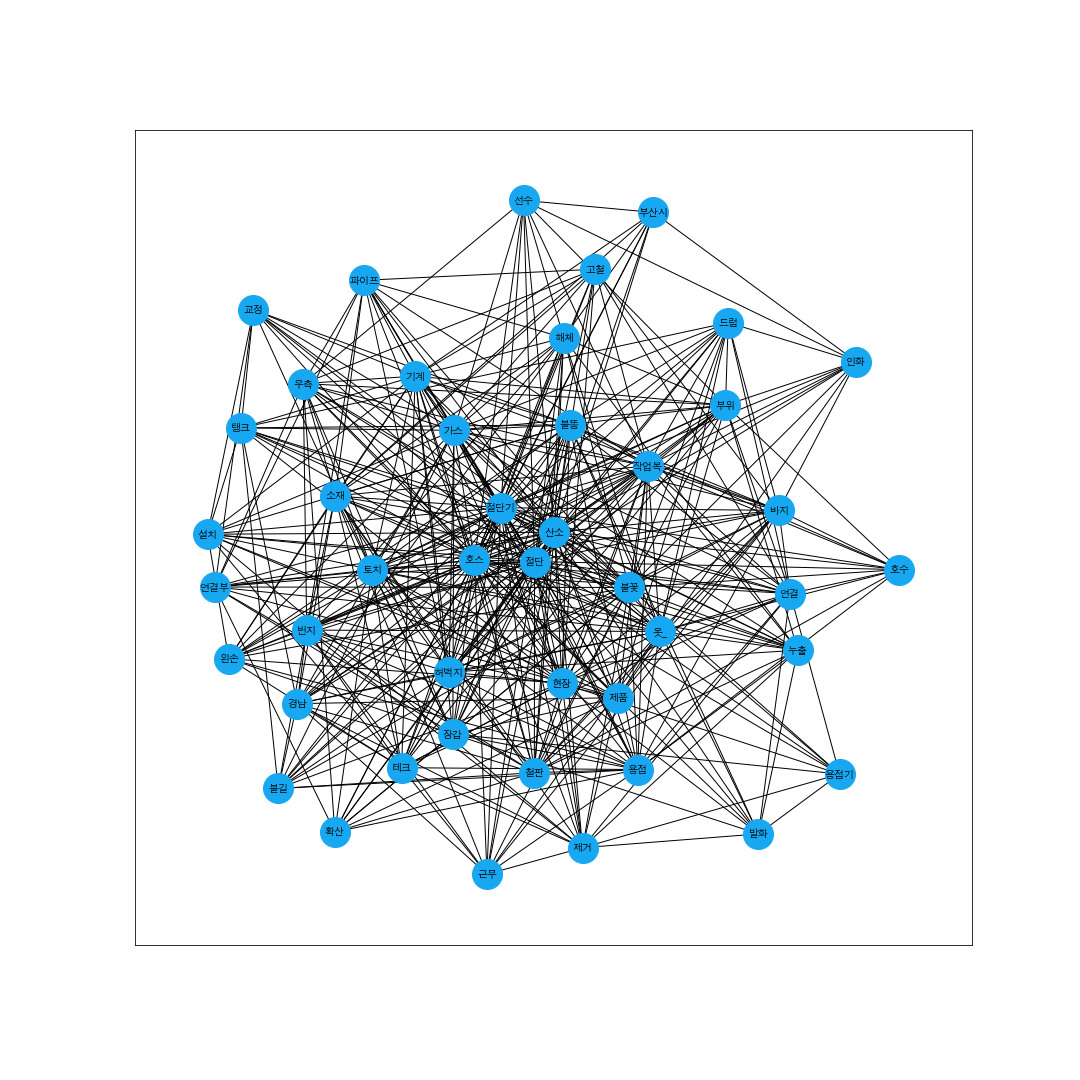 선수
부산시
고철
파이프
교정
드럼
해체
인화
기계
우측
부위
불똥
탱크
가스
작업복
소재
절단기
바지
산소
설치
호스
절단
토치
호수
연결부
불꽃
연결
번지
옷_
누출
왼손
허벅지
현장
제품
경남
장갑
테크
철판
용접
용접기
불길
확산
발화
제거
근무